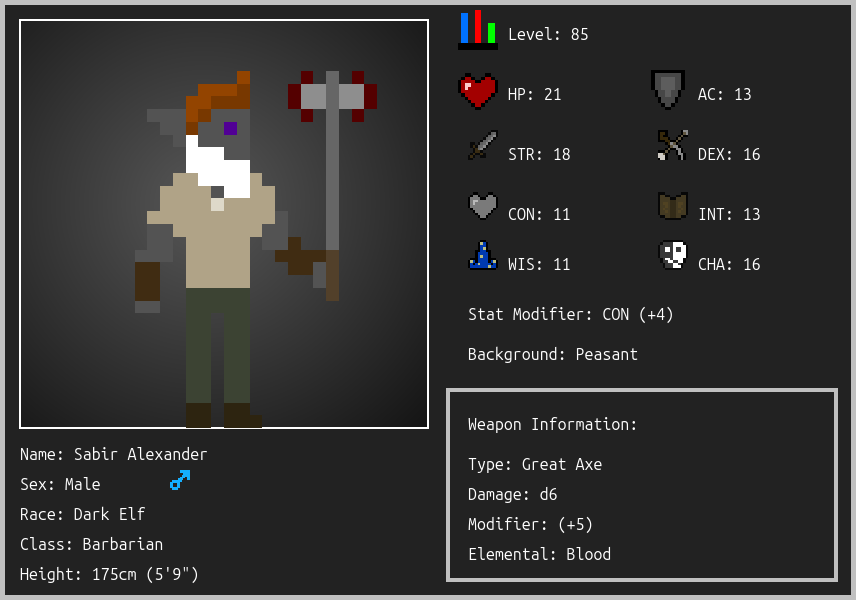 Level: 85
HP: 21
AC: 13
STR: 18
DEX: 16
CON: 11
INT: 13
WIS: 11
CHA: 16
Stat Modifier: CON (+4)
Background: Peasant
Weapon Information:
Type: Great Axe
Damage: d6
Modifier: (+5)
Elemental: Blood
Name: Sabir Alexander
Sex: Male
Race: Dark Elf
Class: Barbarian
Height: 175cm (5'9")